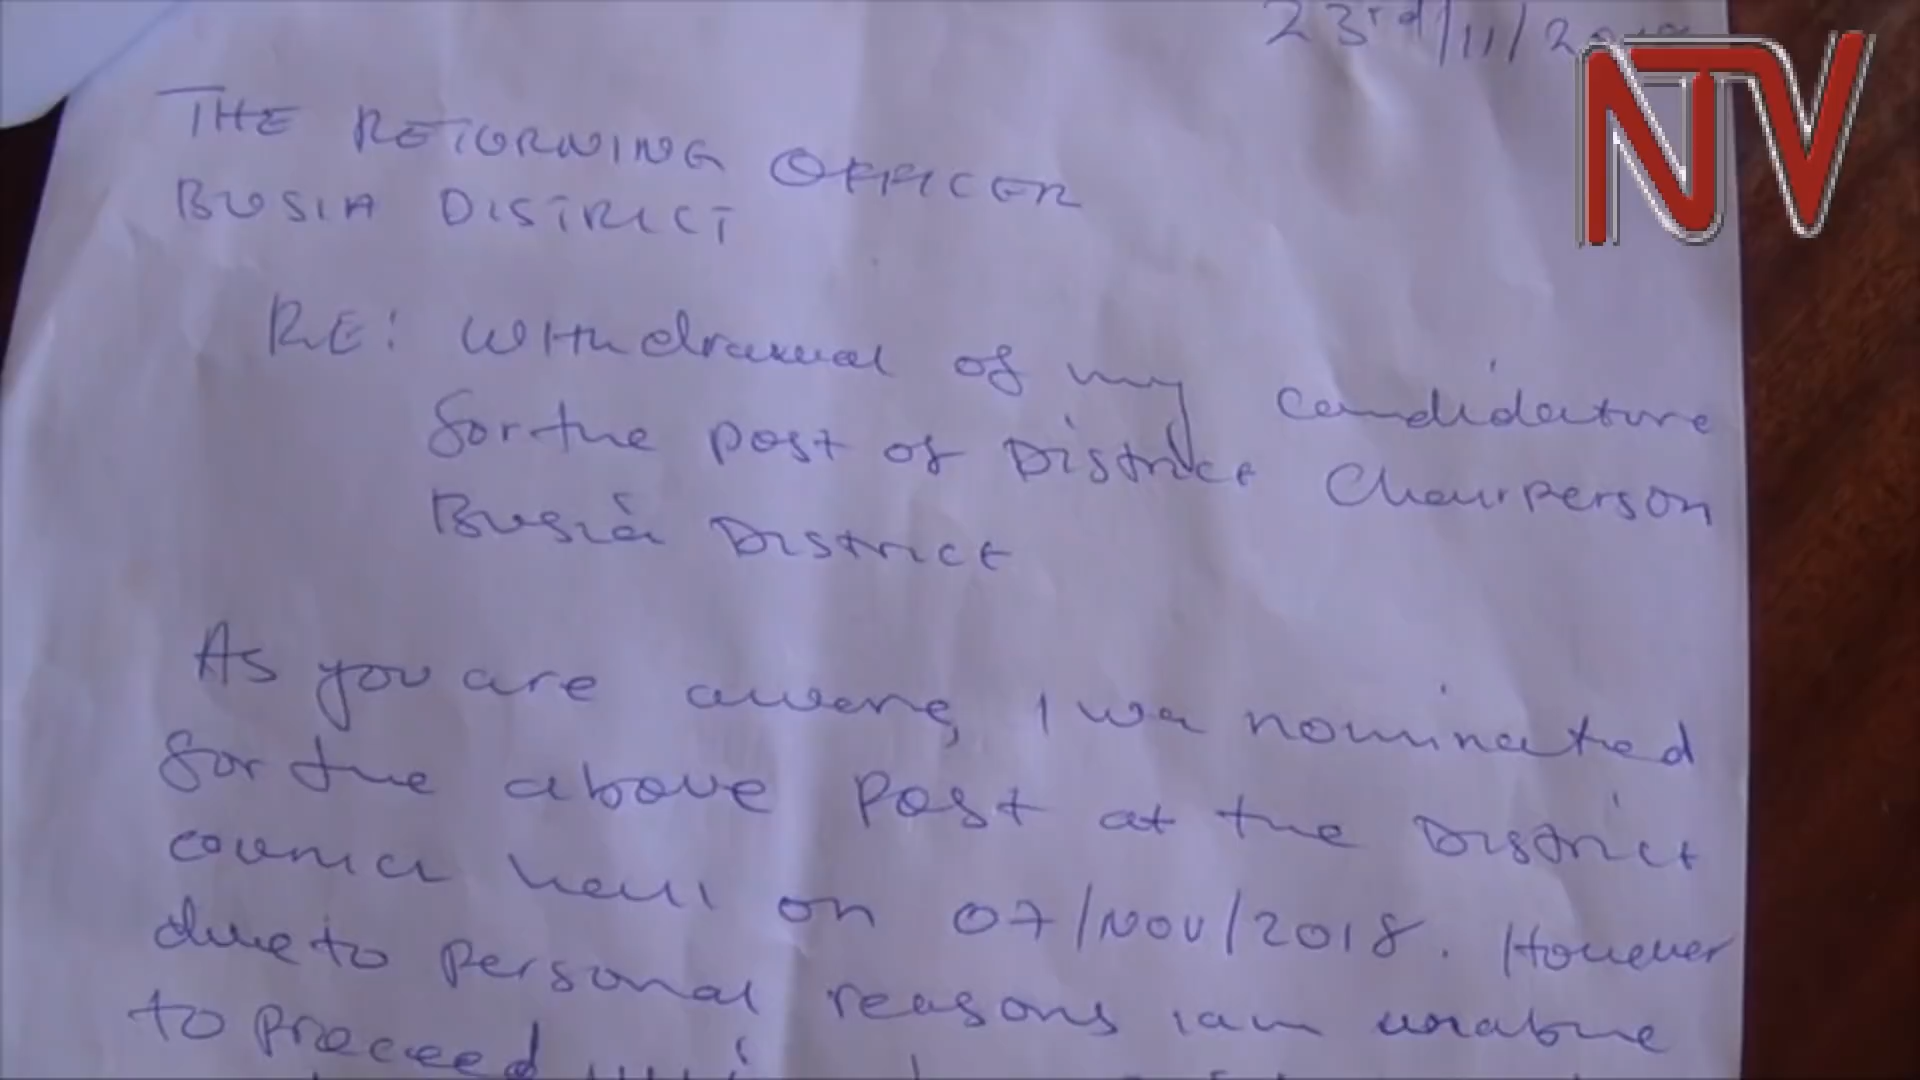 23rd/11/2018
NTV
THE RETURNING OFFICER
BUSIA DISTRICT
RE: Withdrawal of my candidature
for the post of District Chairperson
Busia District
As you are aware, I was nominated
for the above post at the District
council hall on 07/Nov/2018. However
due to personal reasons iam unable
to proceed